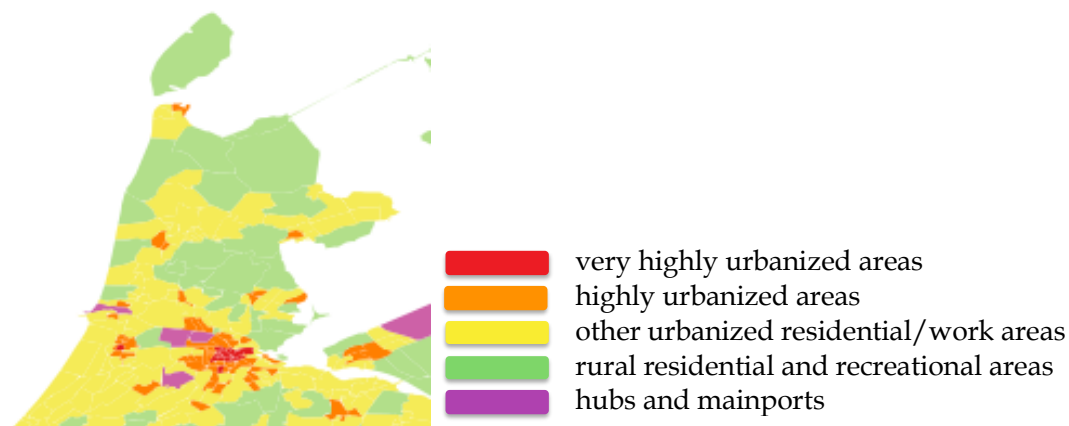 very highly urbanized areas
highly urbanized areas
other urbanized residential/work areas
rural residential and recreational areas
hubs and mainports